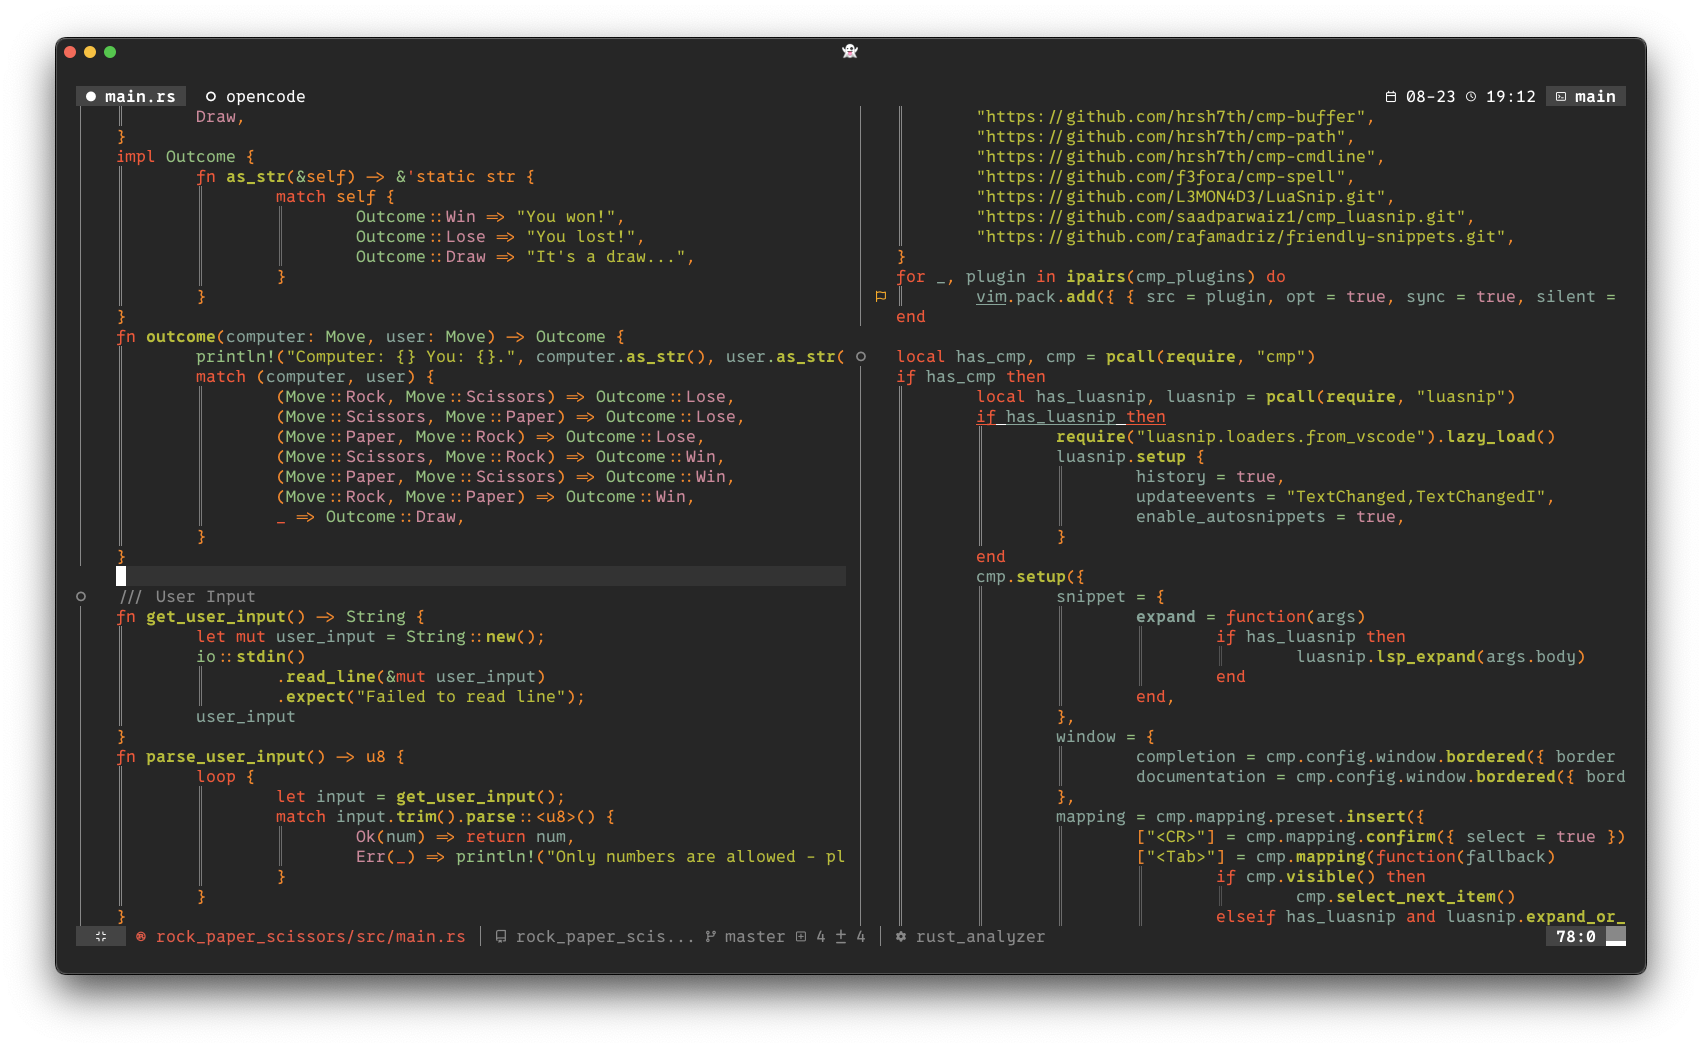 main.rs opencode 08-23 19:12 main
Draw,
}
impl Outcome {
fn as_str(&self) -> &'static str {
match self {
Outcome::Win => "You won!",
Outcome::Lose => "You lost!",
Outcome::Draw => "It's a draw...",
}
}
}
fn outcome(computer: Move, user: Move) -> Outcome {
println!("Computer: {} You: {}.", computer.as_str(), user.as_str(
match (computer, user) {
(Move::Rock, Move::Scissors) => Outcome::Lose,
(Move::Scissors, Move::Paper) => Outcome::Lose,
(Move::Paper, Move::Rock) => Outcome::Lose,
(Move::Scissors, Move::Rock) => Outcome::Win,
(Move::Paper, Move::Scissors) => Outcome::Win,
(Move::Rock, Move::Paper) => Outcome::Win,
_ => Outcome::Draw,
}
}
/// User Input
fn get_user_input() -> String {
let mut user_input = String::new();
io::stdin()
.read_line(&mut user_input)
.expect("Failed to read line");
user_input
}
fn parse_user_input() -> u8 {
loop {
let input = get_user_input();
match input.trim().parse::<u8>() {
Ok(num) => return num,
Err(_) => println!("Only numbers are allowed - pl
}
}
}
"https://github.com/hrsh7th/cmp-buffer",
"https://github.com/hrsh7th/cmp-path",
"https://github.com/hrsh7th/cmp-cmdline",
"https://github.com/f3fora/cmp-spell",
"https://github.com/L3MON4D3/LuaSnip.git",
"https://github.com/saadparwaiz1/cmp_luasnip.git",
"https://github.com/rafamadriz/friendly-snippets.git",
}
for _, plugin in ipairs(cmp_plugins) do
vim.pack.add({ { src = plugin, opt = true, sync = true, silent =
end
local has_cmp, cmp = pcall(require, "cmp")
if has_cmp then
local has_luasnip, luasnip = pcall(require, "luasnip")
if has_luasnip then
require("luasnip.loaders.from_vscode").lazy_load()
luasnip.setup {
history = true,
updateevents = "TextChanged,TextChangedI",
enable_autosnippets = true,
}
end
cmp.setup({
snippet = {
expand = function(args)
if has_luasnip then
luasnip.lsp_expand(args.body)
end
end,
},
window = {
completion = cmp.config.window.bordered({ border
documentation = cmp.config.window.bordered({ bord
},
mapping = cmp.mapping.preset.insert({
["<CR>"] = cmp.mapping.confirm({ select = true })
["<Tab>"] = cmp.mapping(function(fallback)
if cmp.visible() then
cmp.select_next_item()
elseif has_luasnip and luasnip.expand_or_
rock_paper_scissors/src/main.rs rock_paper_scis... master 4 ± 4 rust_analyzer 78:0